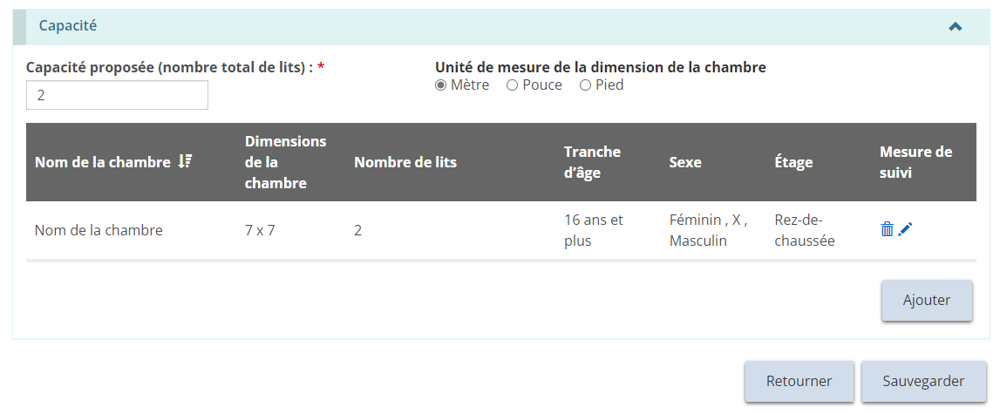 Capacité
Capacité proposée (nombre total de lits) : *
Unité de mesure de la dimension de la chambre
2
Mètre Pouce Pied
Nom de la chambre
Dimensions
de la
chambre
Nombre de lits
Tranche
d’âge
Sexe
Étage
Mesure de
suivi
Nom de la chambre
7 x 7
2
16 ans et
plus
Féminin , X ,
Masculin
Rez-de-
chaussée
Ajouter
Retourner
Sauvegarder